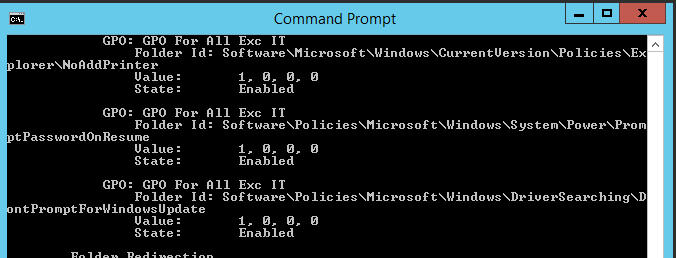 Command Prompt
GPO: GPO For All Exc IT
Folder Id: Software\Microsoft\Windows\CurrentVersion\Policies\Ex
plorer\NoAddPrinter
Value: 1, 0, 0, 0
State: Enabled
GPO: GPO For All Exc IT
Folder Id: Software\Policies\Microsoft\Windows\System\Power\Prom
ptPasswordOnResume
Value: 1, 0, 0, 0
State: Enabled
GPO: GPO For All Exc IT
Folder Id: Software\Policies\Microsoft\Windows\DriverSearching\D
ontPromptForWindowsUpdate
Value: 1, 0, 0, 0
State: Enabled
Folder Redirection